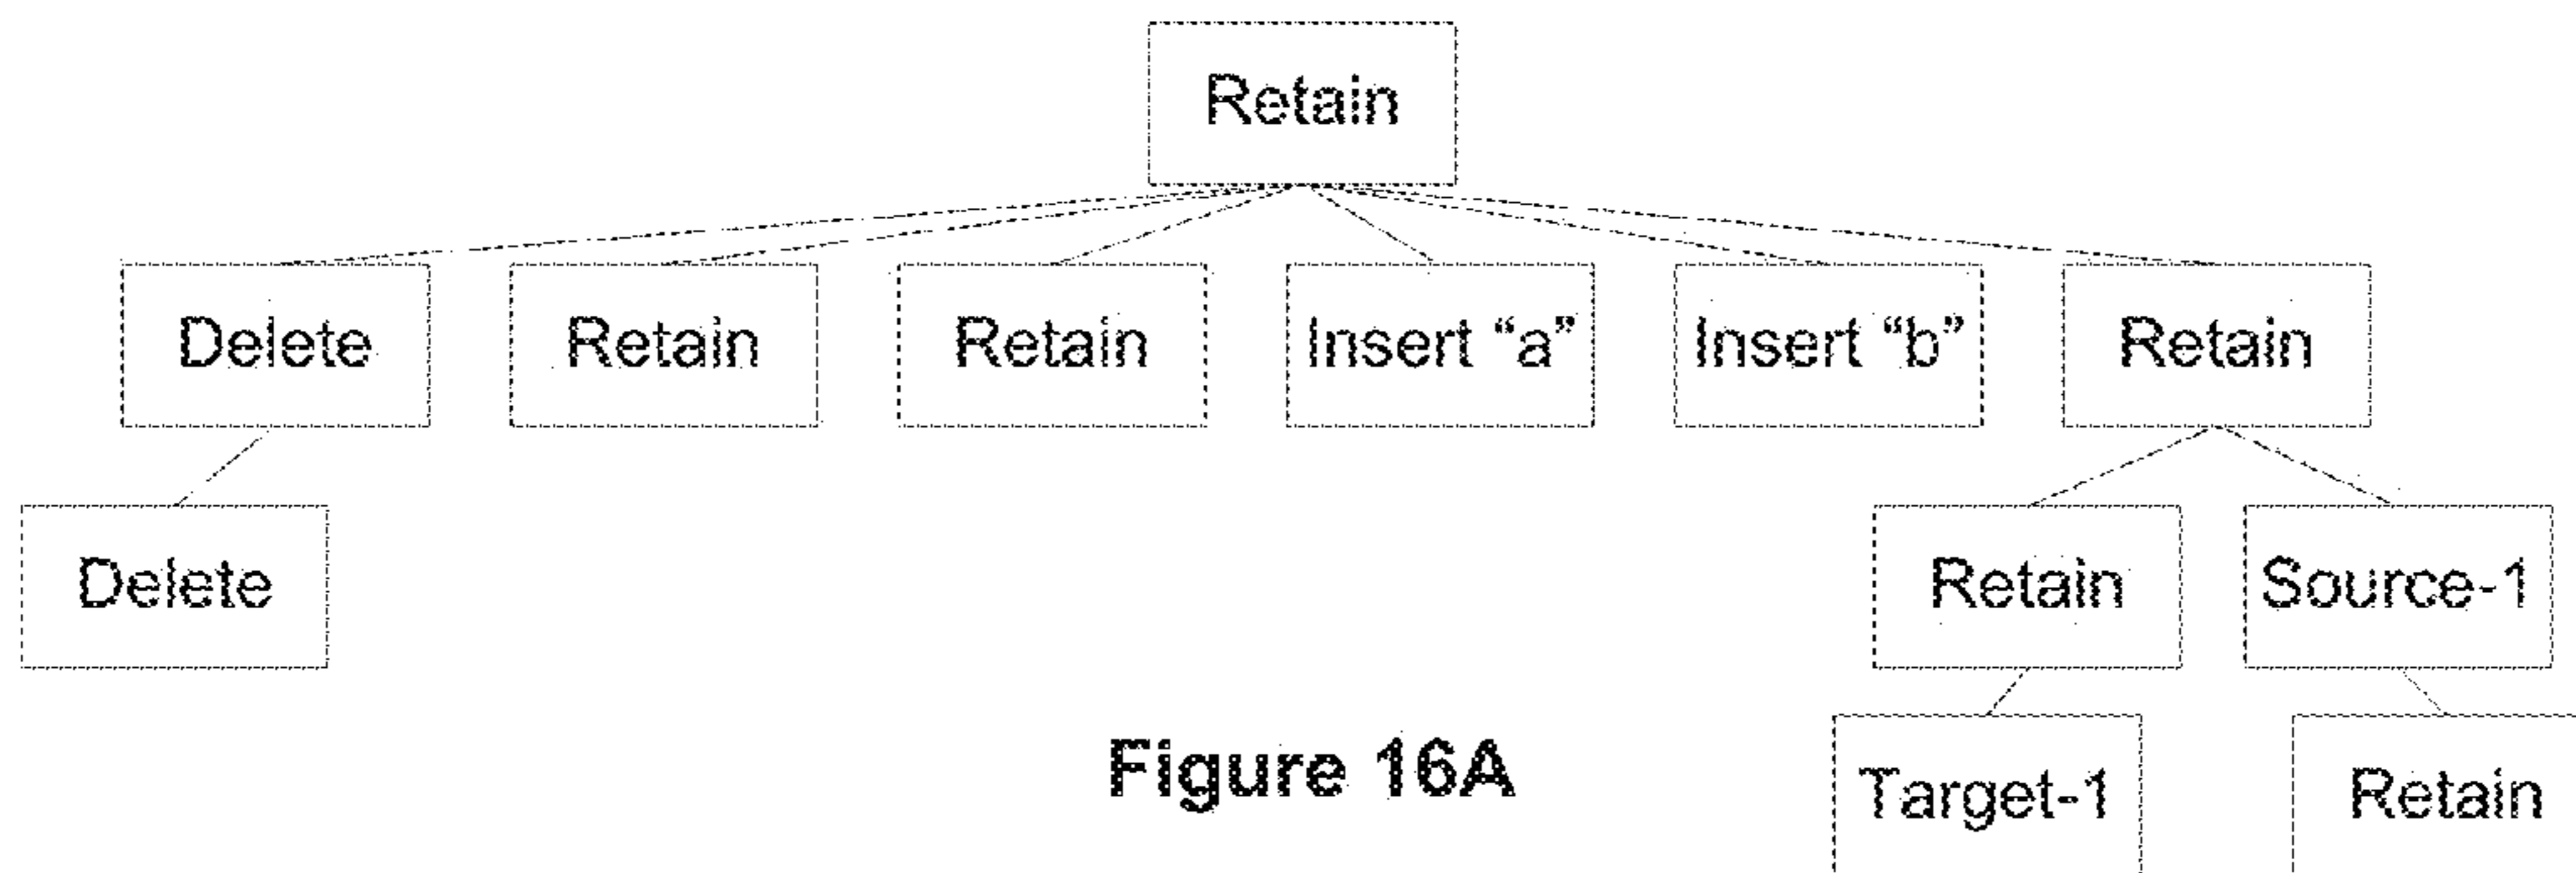 Retain
Delete
Retain
Retain
Insert “a”
Insert “b”
Retain
Delete
Retain
Source-1
Figure 16A
Target-1
Retain